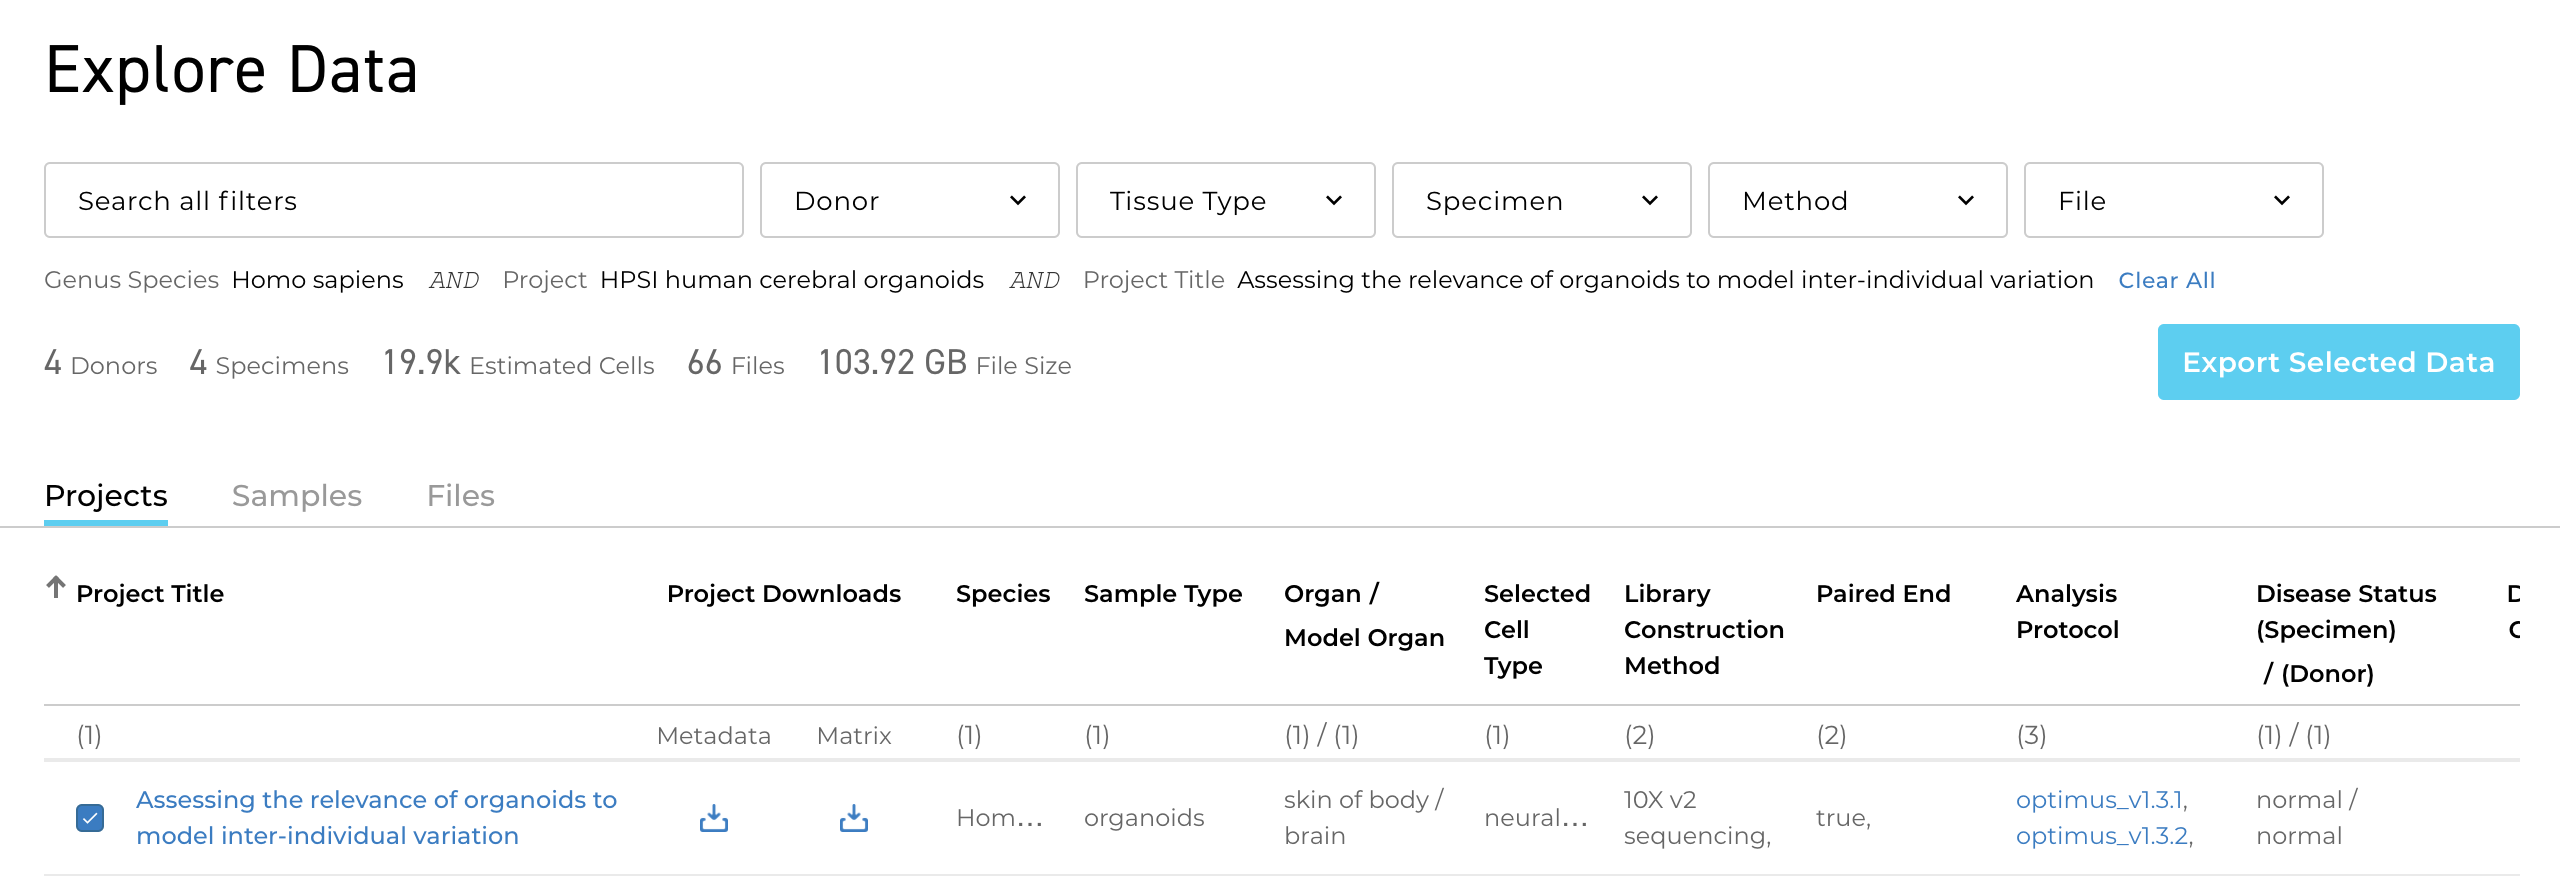 Explore Data
Search all filters
Donor
Tissue Type
Specimen
Method
File
Genus Species Homo sapiens AND Project HPSI human cerebral organoids AND Project Title Assessing the relevance of organoids to model inter-individual variation Clear All
4 Donors 4 Specimens 19.9k Estimated Cells 66 Files 103.92 GB File Size
Export Selected Data
Projects Samples Files
Project Title
Project Downloads
Species
Sample Type
Organ /
Model Organ
Selected
Cell
Type
Library
Construction
Method
Paired End
Analysis
Protocol
Disease Status
(Specimen)
/ (Donor)
(1) Metadata Matrix (1) (1) (1) / (1) (1) (2) (2) (3) (1) / (1)
Assessing the relevance of organoids to
model inter-individual variation
Hom...
organoids
skin of body /
brain
neural...
10X v2
sequencing,
true,
optimus_v1.3.1,
optimus_v1.3.2,
normal /
normal